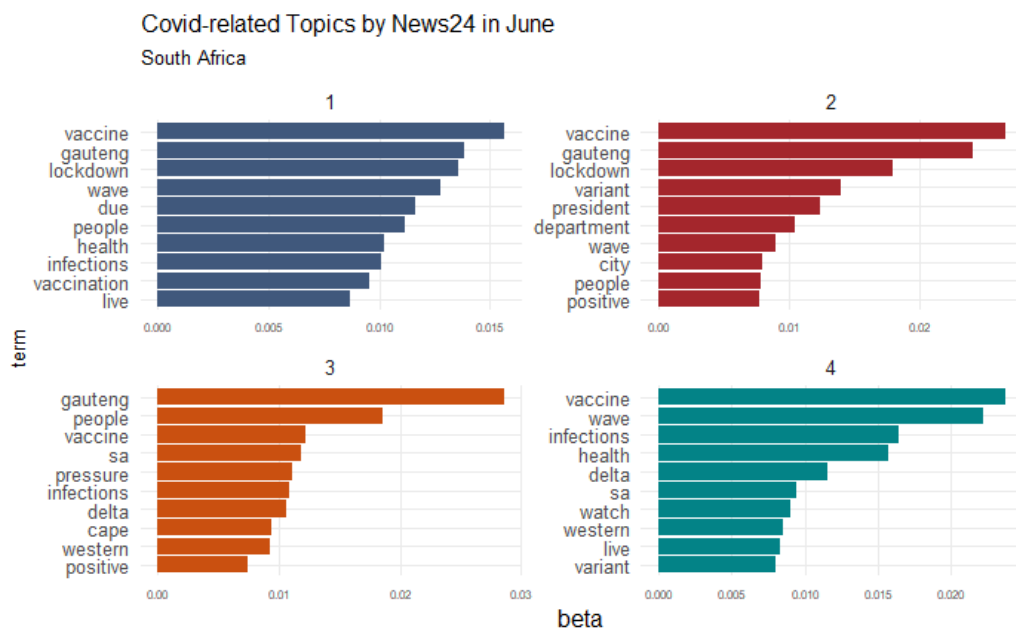 Covid-related Topics by News24 in June
South Africa
1
vaccine
gauteng
lockdown
wave
due
people
health
infections
vaccination
live
0.000 0.005 0.010 0.015
2
vaccine
gauteng
lockdown
variant
president
department
wave
city
people
positive
0.00 0.01 0.02
term
3
gauteng
people
vaccine
sa
pressure
infections
delta
cape
western
positive
0.00 0.01 0.02 0.03
4
vaccine
wave
infections
health
delta
sa
watch
western
live
variant
0.000 0.005 0.010 0.015 0.020
beta